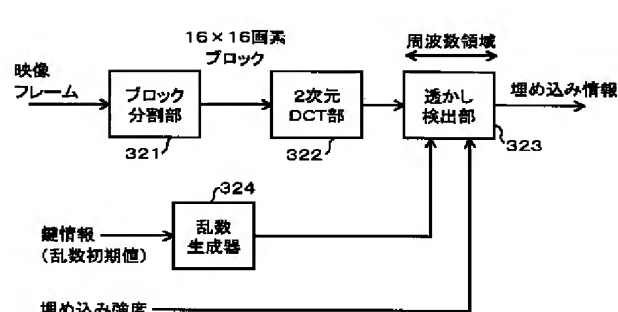 16×16画素
ブロック
周波数領域
映像
フレーム
ブロック
分割部
2次元
DCT部
透かし
検出部
埋め込み情報
321
322
323
324
鍵情報
(乱数初期値)
乱数
生成器
埋め込み強度